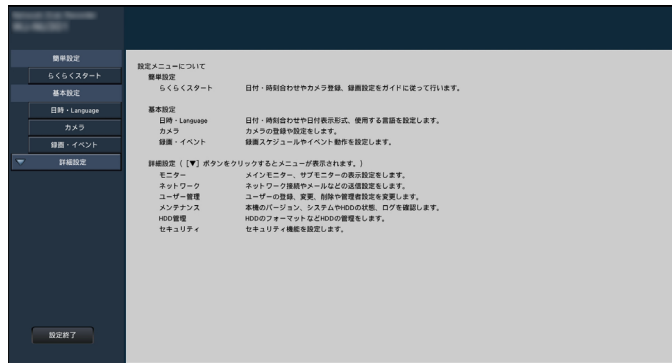 簡単設定
らくらくスタート
基本設定
日時・Language
カメラ
録画・イベント
詳細設定
設定終了
設定メニューについて
簡単設定
らくらくスタート 日付・時刻合わせやカメラ登録、録画設定をガイドに従って行います。
基本設定
日時・Language 日付・時刻合わせや日付表示形式、使用する言語を設定します。
カメラ カメラの登録や設定をします。
録画・イベント 録画スケジュールやイベント動作を設定します。
詳細設定（［▼］ボタンをクリックするとメニューが表示されます。）
モニター メインモニター、サブモニターの表示設定をします。
ネットワーク ネットワーク接続やメールなどの送信設定をします。
ユーザー管理 ユーザーの登録、変更、削除や管理者設定を変更します。
メンテナンス 本機のバージョン、システムやHDDの状態、ログを確認します。
HDD管理 HDDのフォーマットなどHDDの管理をします。
セキュリティ セキュリティ機能を設定します。